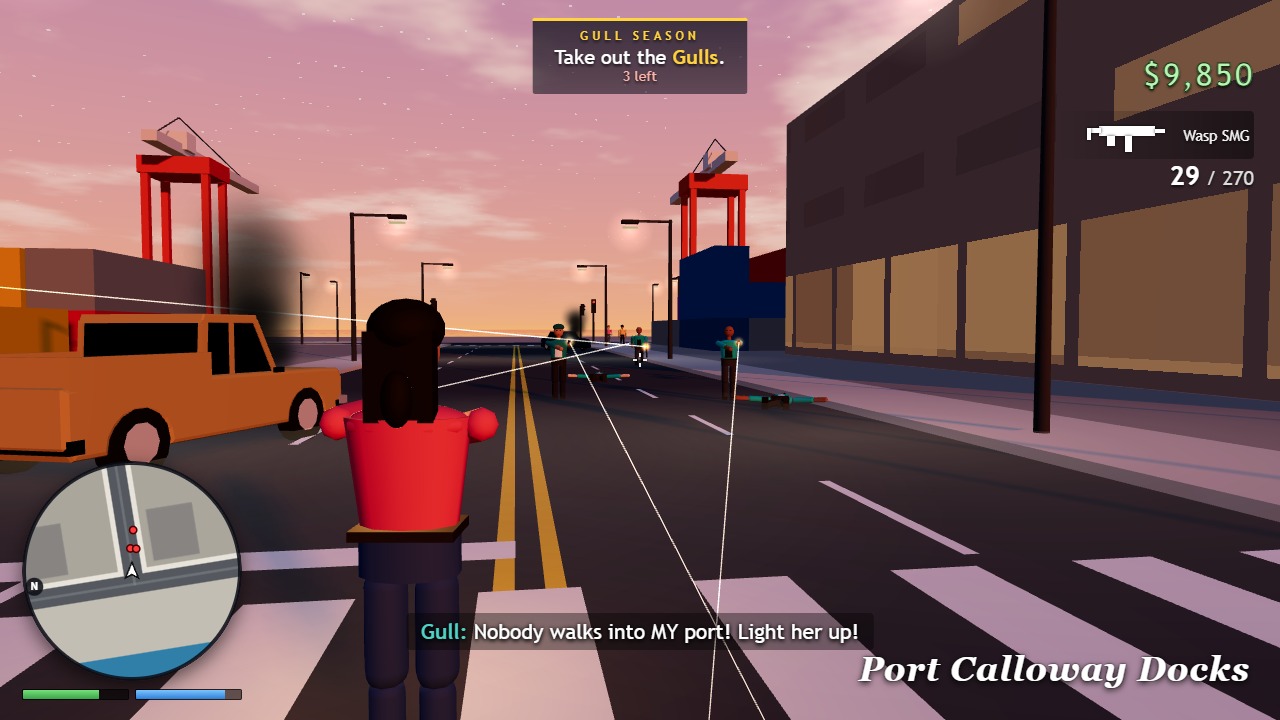 GULL SEASON
Take out the Gulls.
3 left
$9,850
Wasp SMG
29 / 270
N
Gull: Nobody walks into MY port! Light her up!
Port Calloway Docks